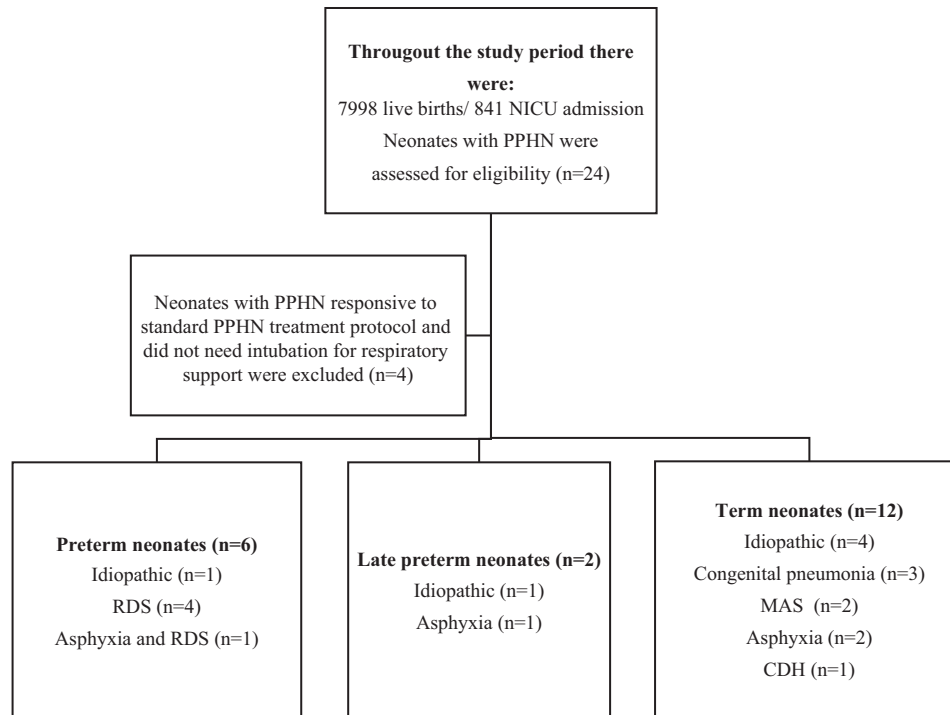 Througout the study period there
were:
7998 live births/ 841 NICU admission
Neonates with PPHN were
assessed for eligibility (n=24)
Neonates with PPHN responsive to
standard PPHN treatment protocol and
did not need intubation for respiratory
support were excluded (n=4)
Preterm neonates (n=6)
Idiopathic (n=1)
RDS (n=4)
Asphyxia and RDS (n=1)
Late preterm neonates (n=2)
Idiopathic (n=1)
Asphyxia (n=1)
Term neonates (n=12)
Idiopathic (n=4)
Congenital pneumonia (n=3)
MAS (n=2)
Asphyxia (n=2)
CDH (n=1)